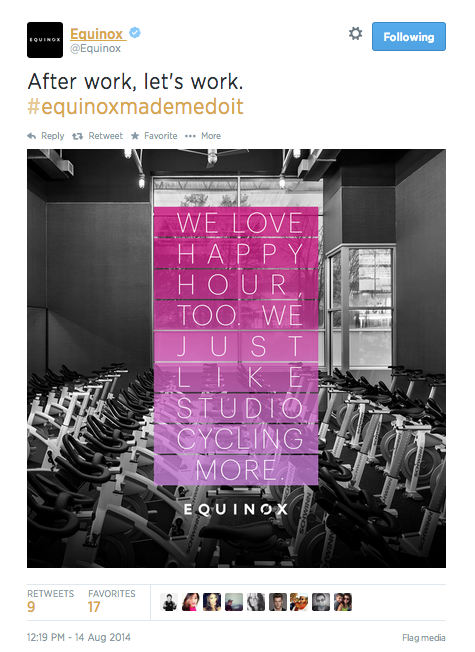 EQUINOX
Equinox
@Equinox
Following
After work, let's work.
#equinoxmademedoit
Reply Retweet Favorite More
WE LOVE
HAPPY
HOUR,
TOO. WE
JUST
LIKE
STUDIO
CYCLING
MORE.
EQUINOX
RETWEETS FAVORITES
9 17
12:19 PM - 14 Aug 2014 Flag media